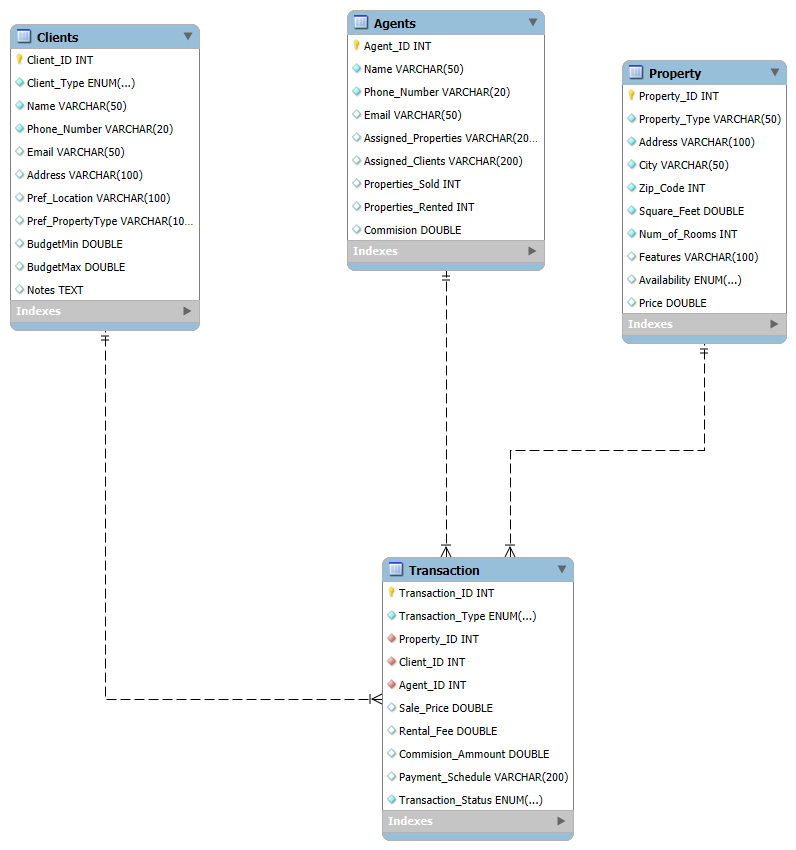 Clients
Client_ID INT
Client_Type ENUM(...)
Name VARCHAR(50)
Phone_Number VARCHAR(20)
Email VARCHAR(50)
Address VARCHAR(100)
Pref_Location VARCHAR(100)
Pref_PropertyType VARCHAR(10...
BudgetMin DOUBLE
BudgetMax DOUBLE
Notes TEXT
Indexes
Agents
Agent_ID INT
Name VARCHAR(50)
Phone_Number VARCHAR(20)
Email VARCHAR(50)
Assigned_Properties VARCHAR(20...
Assigned_Clients VARCHAR(200)
Properties_Sold INT
Properties_Rented INT
Commision DOUBLE
Indexes
Property
Property_ID INT
Property_Type VARCHAR(50)
Address VARCHAR(100)
City VARCHAR(50)
Zip_Code INT
Square_Feet DOUBLE
Num_of_Rooms INT
Features VARCHAR(100)
Availability ENUM(...)
Price DOUBLE
Indexes
Transaction
Transaction_ID INT
Transaction_Type ENUM(...)
Property_ID INT
Client_ID INT
Agent_ID INT
Sale_Price DOUBLE
Rental_Fee DOUBLE
Commision_Ammount DOUBLE
Payment_Schedule VARCHAR(200)
Transaction_Status ENUM(...)
Indexes